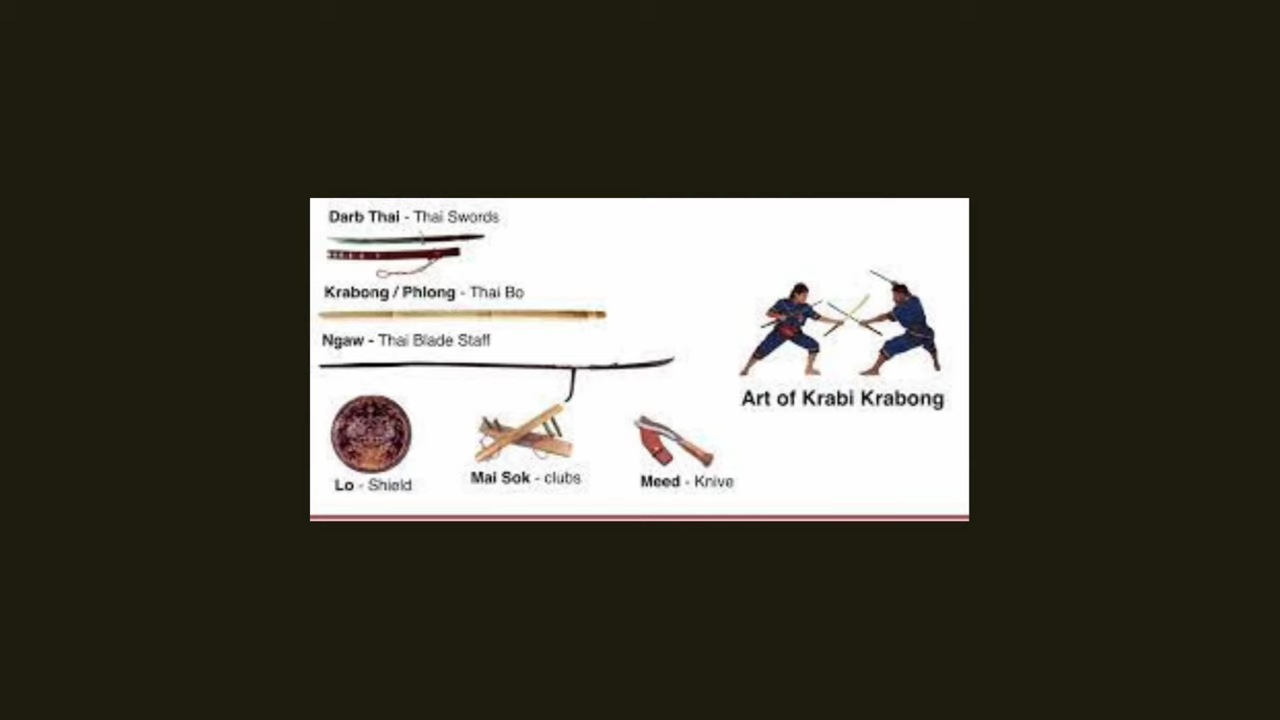 Darb Thai - Thai Swords
Krabong / Phlong - Thai Bo
Ngaw - Thai Blade Staff
Art of Krabi Krabong
Lo - Shield
Mai Sok - clubs
Meed - Knive